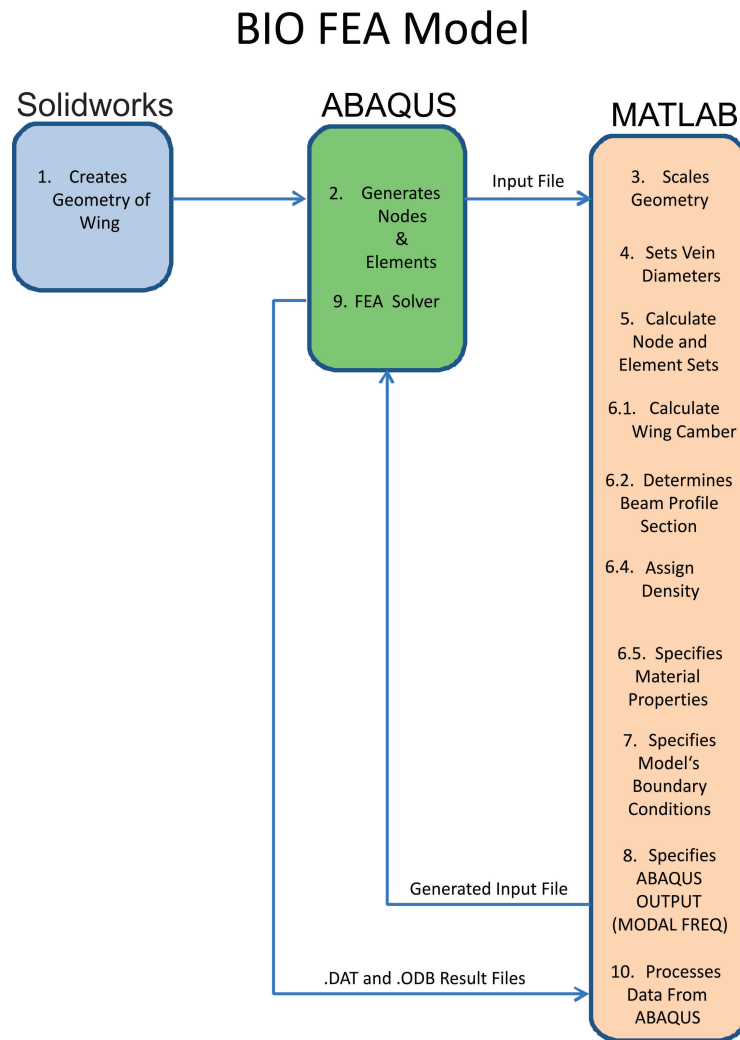 BIO FEA Model
Solidworks
1. Creates
Geometry of
Wing
ABAQUS
2. Generates
Nodes
&
Elements
9. FEA Solver
Input File
MATLAB
3. Scales
Geometry
4. Sets Vein
Diameters
5. Calculate
Node and
Element Sets
6.1. Calculate
Wing Camber
6.2. Determines
Beam Profile
Section
6.4. Assign
Density
6.5. Specifies
Material
Properties
7. Specifies
Model‘s
Boundary
Conditions
8. Specifies
ABAQUS
OUTPUT
(MODAL FREQ)
Generated Input File
10. Processes
Data From
ABAQUS
.DAT and .ODB Result Files